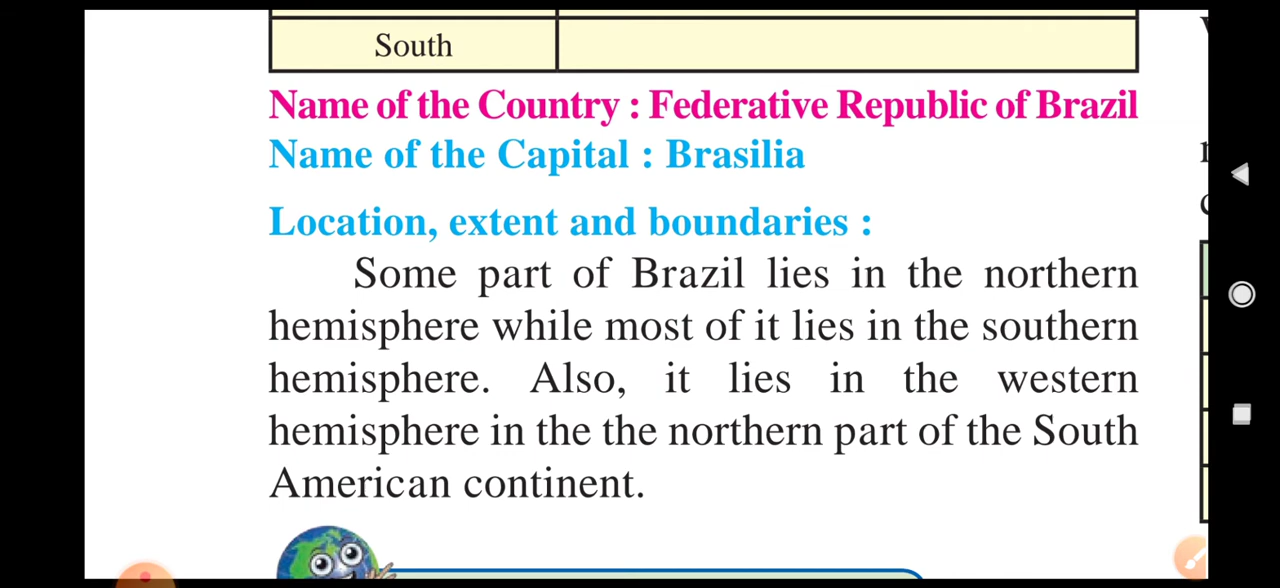 South
Name of the Country : Federative Republic of Brazil
Name of the Capital : Brasilia
Location, extent and boundaries :
Some part of Brazil lies in the northern
hemisphere while most of it lies in the southern
hemisphere. Also, it lies in the western
hemisphere in the the northern part of the South
American continent.